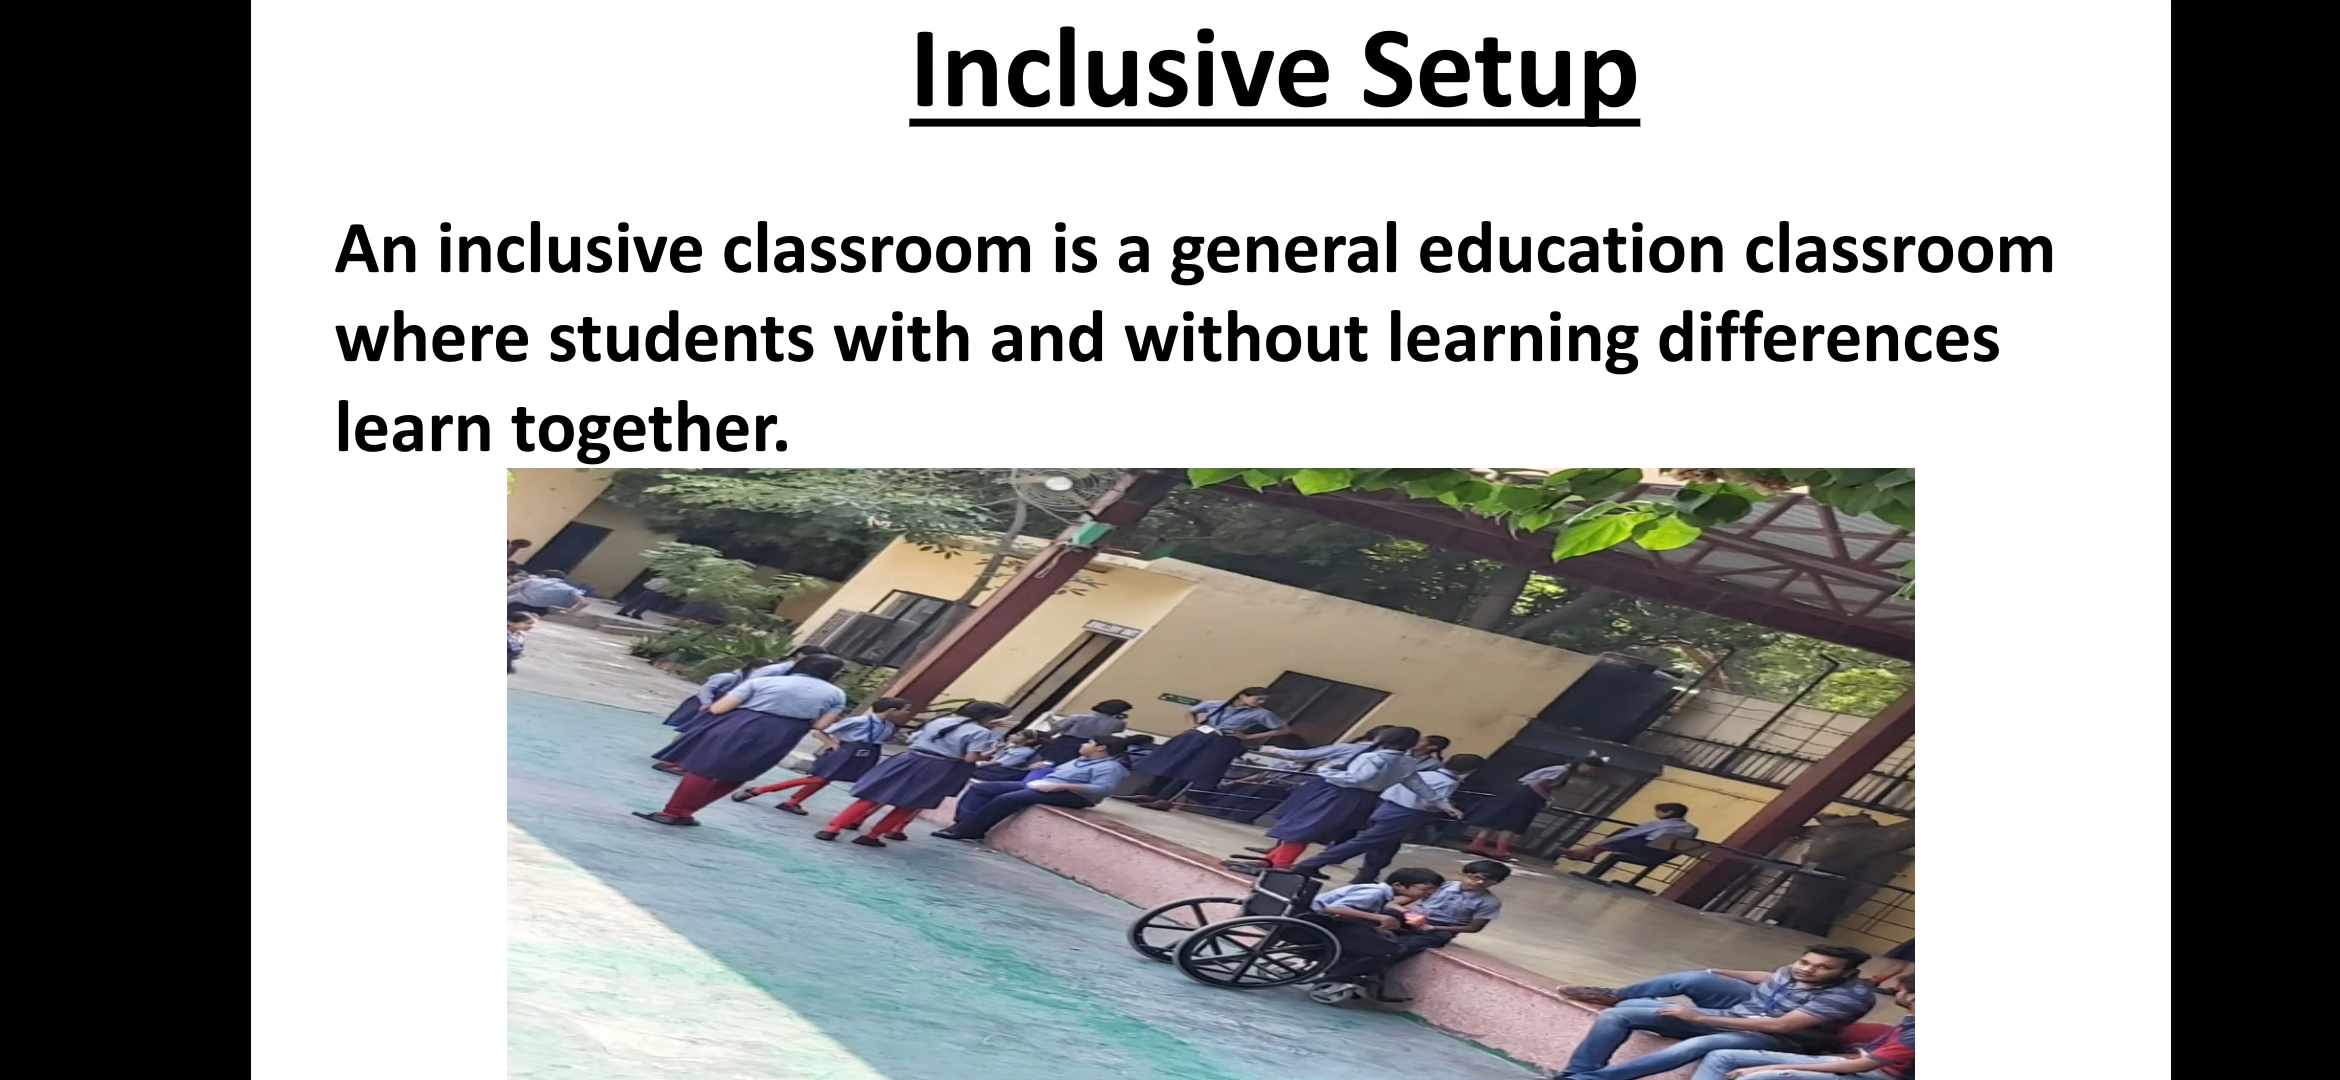 Inclusive Setup
An inclusive classroom is a general education classroom
where students with and without learning differences
learn together.